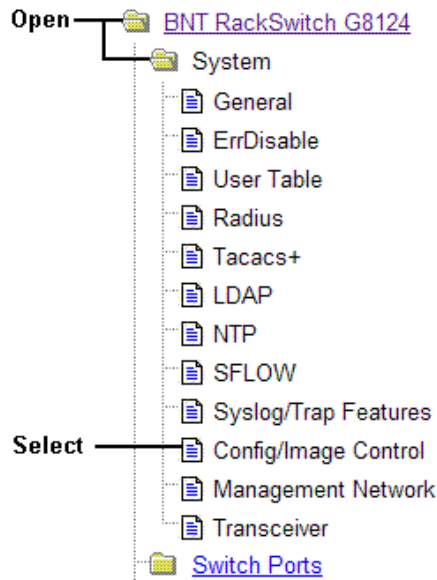 Open BNT RackSwitch G8124
System
General
ErrDisable
User Table
Radius
Tacacs+
LDAP
NTP
SFLOW
Syslog/Trap Features
Select Config/Image Control
Management Network
Transceiver
Switch Ports